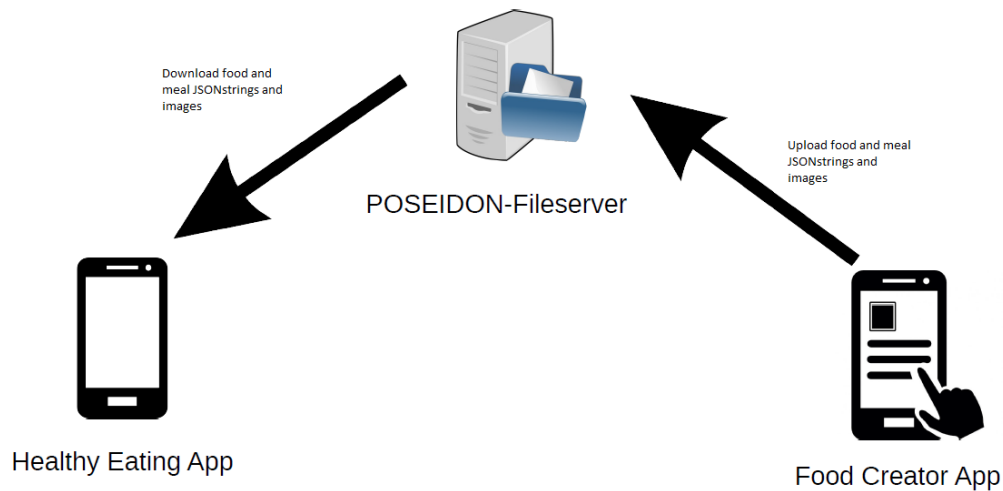 Download food and
meal JSONstrings and
images
Upload food and meal
JSONstrings and
images
POSEIDON-Fileserver
Healthy Eating App
Food Creator App